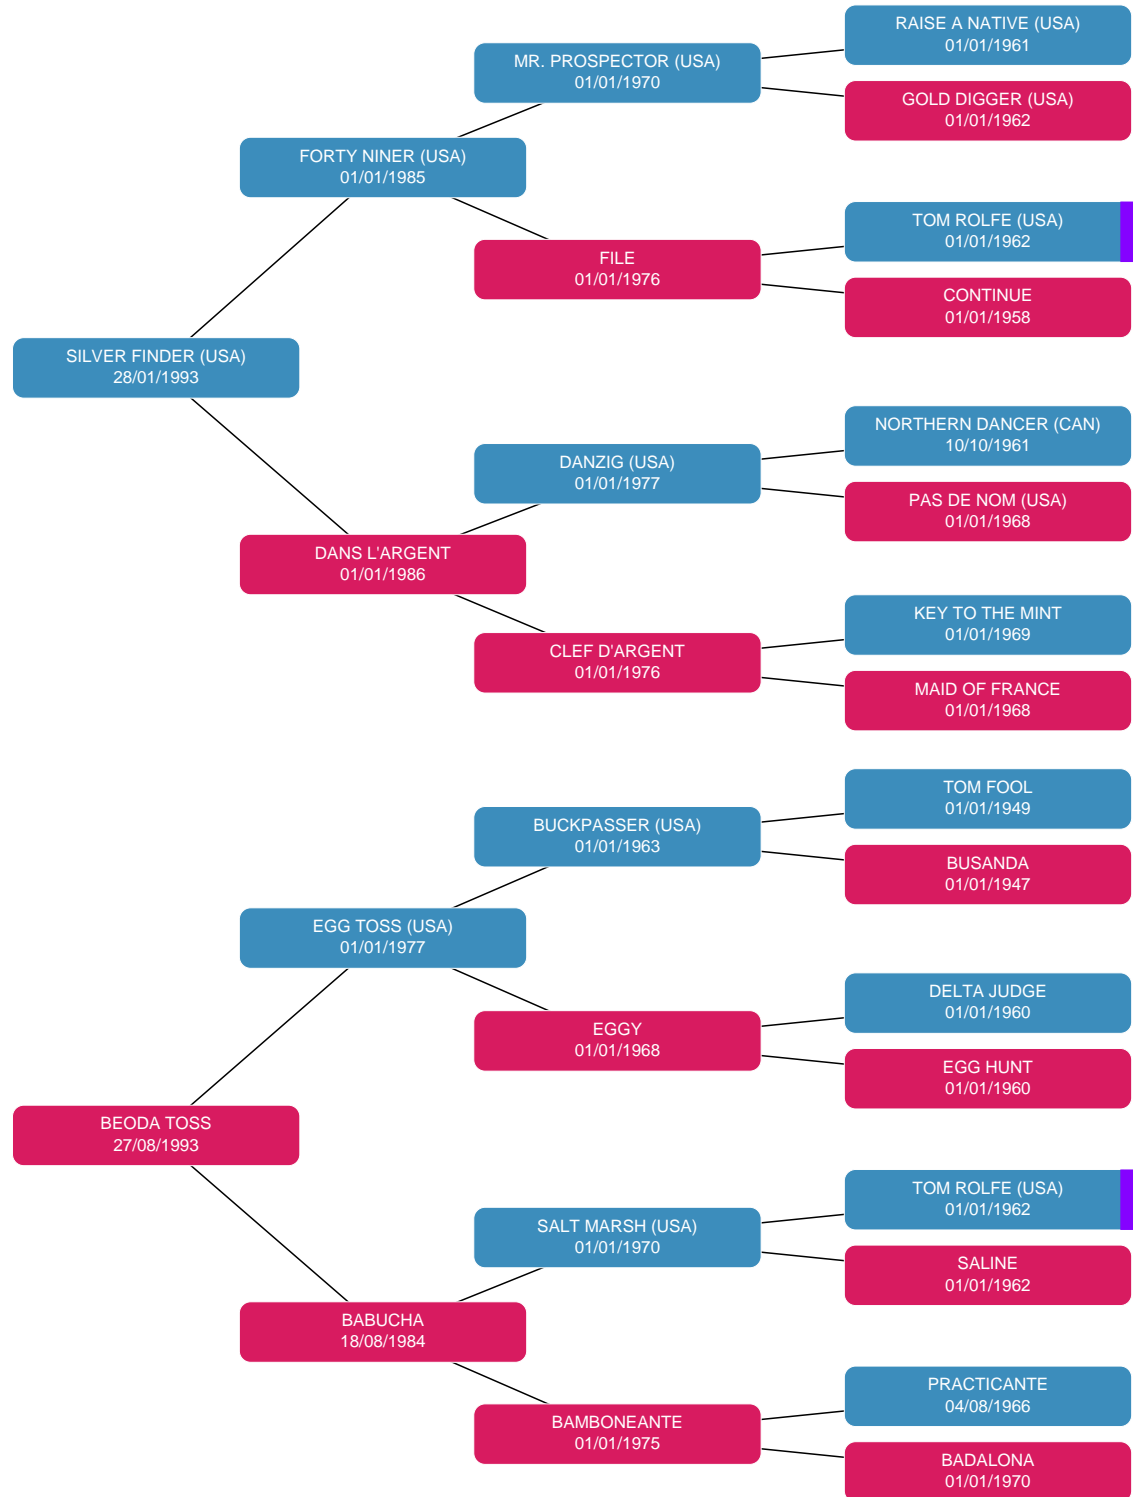 RAISE A NATIVE (USA)
01/01/1961
MR. PROSPECTOR (USA)
01/01/1970
GOLD DIGGER (USA)
01/01/1962
FORTY NINER (USA)
01/01/1985
TOM ROLFE (USA)
01/01/1962
FILE
01/01/1976
CONTINUE
01/01/1958
SILVER FINDER (USA)
28/01/1993
NORTHERN DANCER (CAN)
10/10/1961
DANZIG (USA)
01/01/1977
PAS DE NOM (USA)
01/01/1968
DANS L'ARGENT
01/01/1986
KEY TO THE MINT
01/01/1969
CLEF D'ARGENT
01/01/1976
MAID OF FRANCE
01/01/1968
TOM FOOL
01/01/1949
BUCKPASSER (USA)
01/01/1963
BUSANDA
01/01/1947
EGG TOSS (USA)
01/01/1977
DELTA JUDGE
01/01/1960
EGGY
01/01/1968
EGG HUNT
01/01/1960
BEODA TOSS
27/08/1993
TOM ROLFE (USA)
01/01/1962
SALT MARSH (USA)
01/01/1970
SALINE
01/01/1962
BABUCHA
18/08/1984
PRACTICANTE
04/08/1966
BAMBONEANTE
01/01/1975
BADALONA
01/01/1970